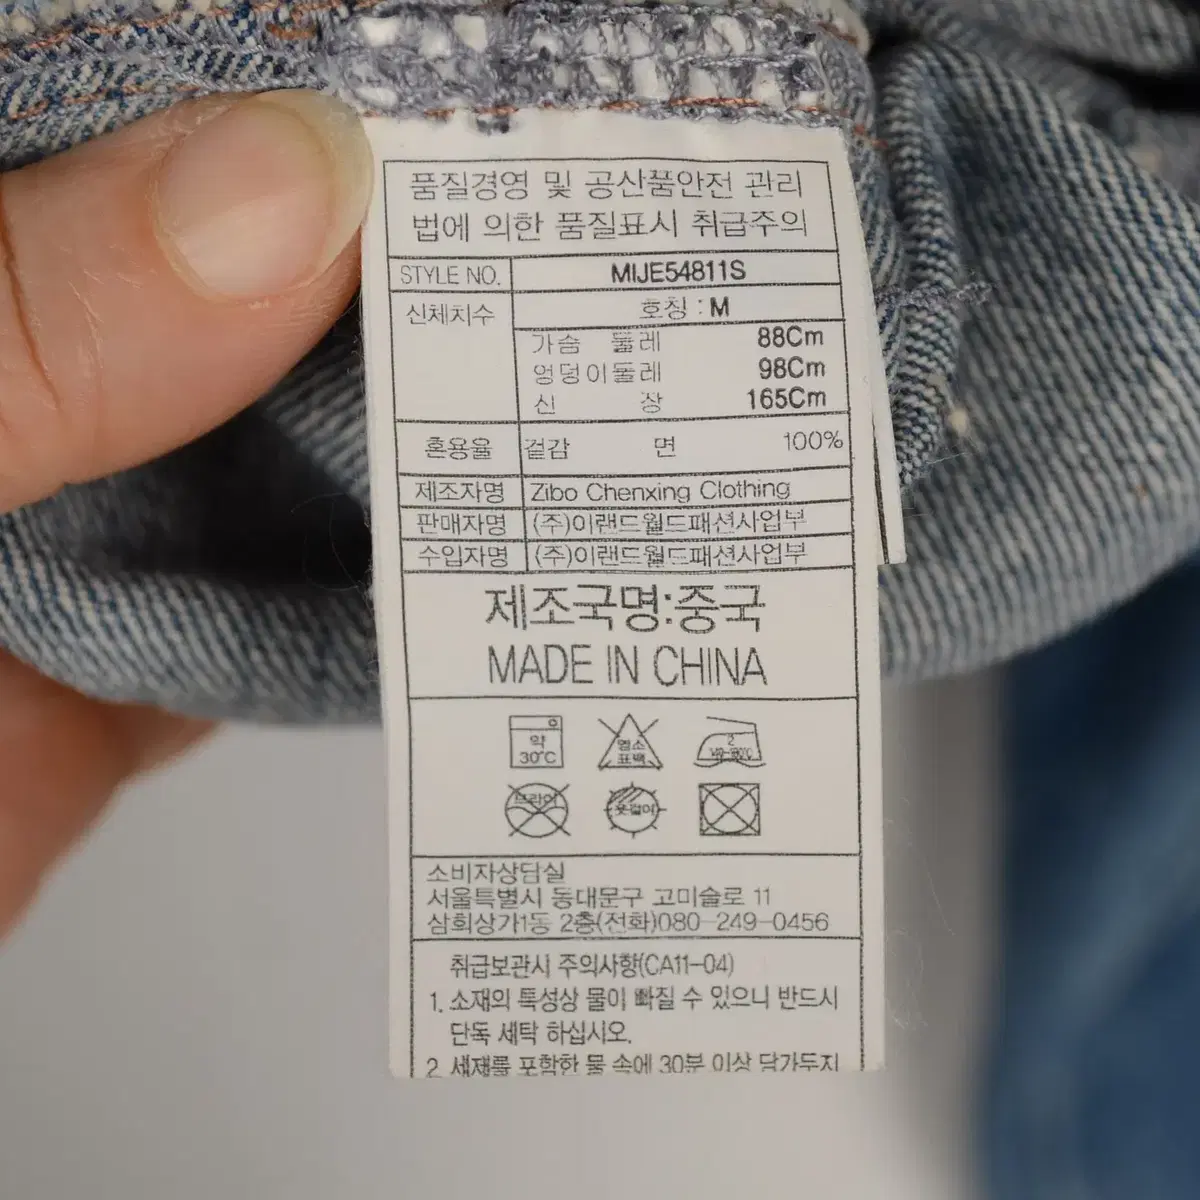 품질경영 및 공산품안전 관리
법에 의한 품질표시 취급주의
STYLE NO. MIJE54811S
신체치수 호칭 : M
가슴 둘레 88Cm
엉덩이둘레 98Cm
신 장 165Cm
혼용율 겉감 면 100%
제조자명 Zibo Chenxing Clothing
판매자명 (주)이랜드월드패션사업부
수입자명 (주)이랜드월드패션사업부
제조국명:중국
MADE IN CHINA
약 30℃
염소 표백
2
드라이
옷걸이
소비자상담실
서울특별시 동대문구 고미술로 11
삼희상가1동 2층(전화)080-249-0456
취급보관시 주의사항(CA11-04)
1. 소재의 특성상 물이 빠질 수 있으니 반드시
단독 세탁 하십시오.
2. 세제를 포함한 물 속에 30분 이상 담가두지